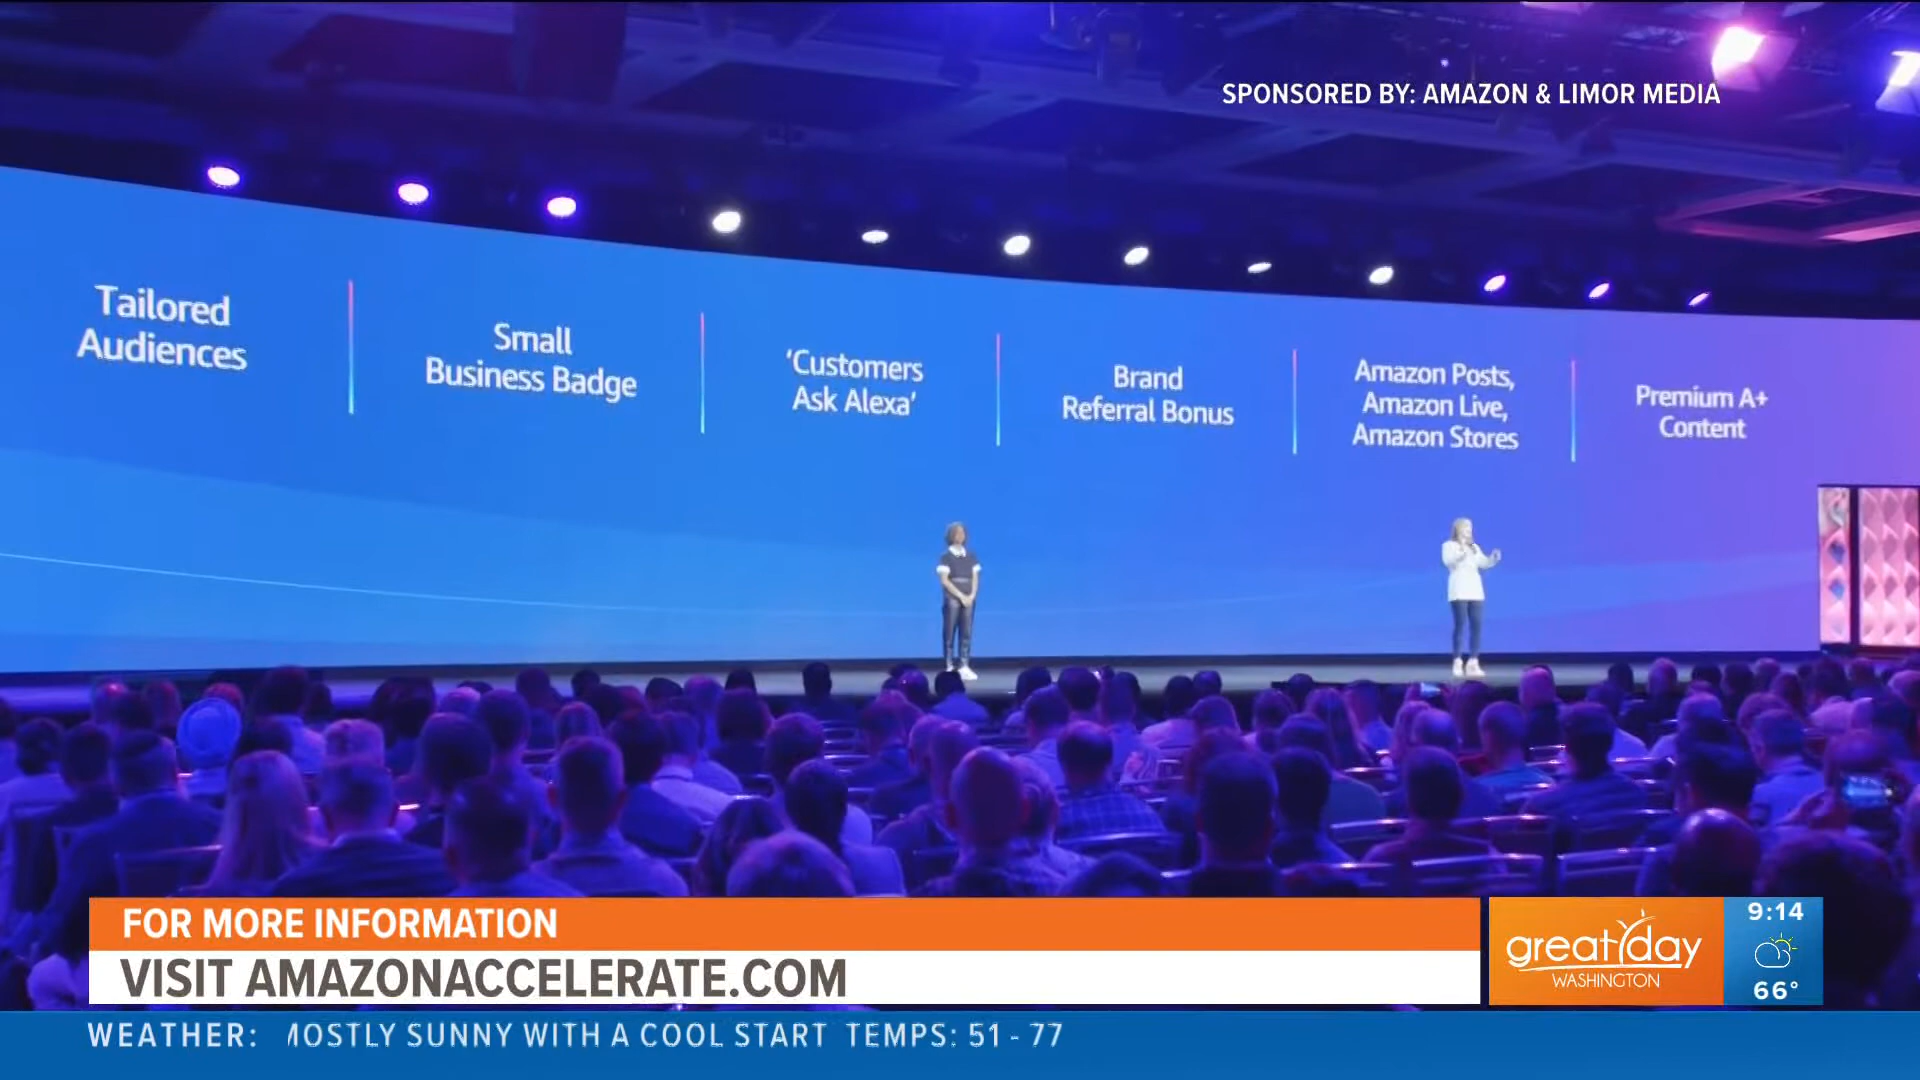 SPONSORED BY: AMAZON & LIMOR MEDIA
Tailored
Audiences
Small
Business Badge
'Customers
Ask Alexa'
Brand
Referral Bonus
Amazon Posts,
Amazon Live,
Amazon Stores
Premium A+
Content
FOR MORE INFORMATION
VISIT AMAZONACCELERATE.COM
great day
WASHINGTON
9:14
66°
WEATHER: MOSTLY SUNNY WITH A COOL START TEMPS: 51 - 77